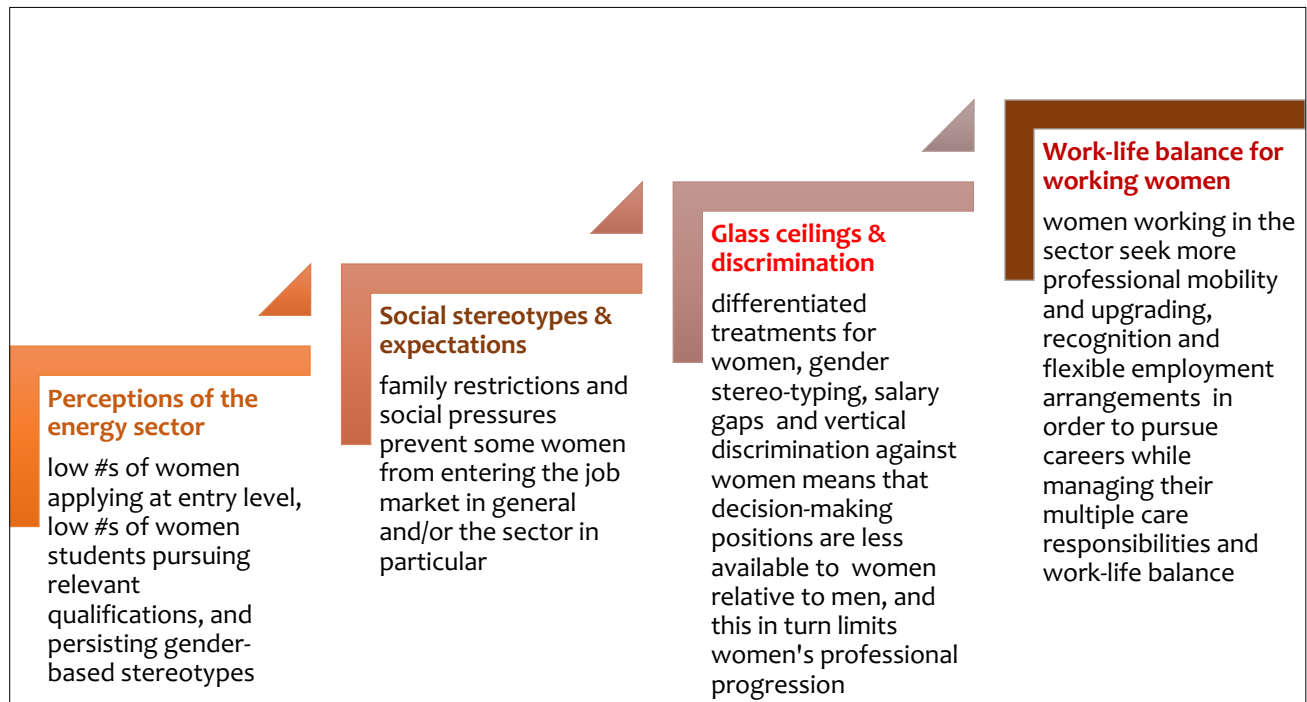 Perceptions of the
energy sector
low #s of women
applying at entry level,
low #s of women
students pursuing
relevant
qualifications, and
persisting gender-
based stereotypes
Social stereotypes &
expectations
family restrictions and
social pressures
prevent some women
from entering the job
market in general
and/or the sector in
particular
Glass ceilings &
discrimination
differentiated
treatments for
women, gender
stereo-typing, salary
gaps and vertical
discrimination against
women means that
decision-making
positions are less
available to women
relative to men, and
this in turn limits
women's professional
progression
Work-life balance for
working women
women working in the
sector seek more
professional mobility
and upgrading,
recognition and
flexible employment
arrangements in
order to pursue
careers while
managing their
multiple care
responsibilities and
work-life balance